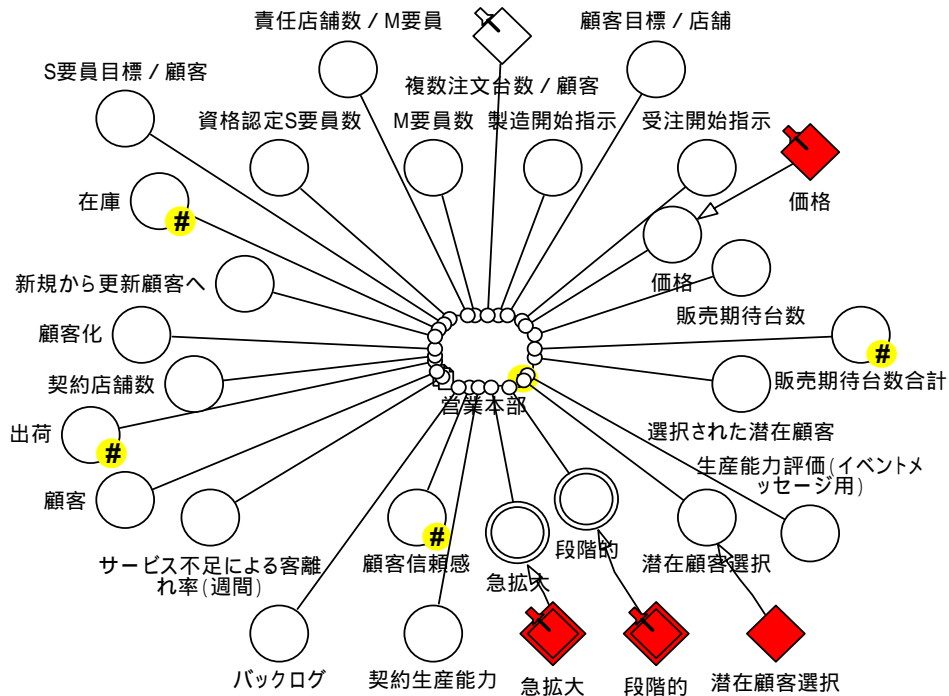 責任店舗数 / M要員
顧客目標 / 店舗
S要員目標 / 顧客
複数注文台数 / 顧客
資格認定S要員数
M要員数
製造開始指示
受注開始指示
在庫
#
価格
新規から更新顧客へ
価格
販売期待台数
顧客化
#
契約店舗数
販売期待台数合計
営業本部
出荷
#
選択された潜在顧客
生産能力評価(イベントメ
ッセージ用)
顧客
#
サービス不足による客離
れ率(週間)
顧客信頼感
段階的
潜在顧客選択
急拡大
バックログ
契約生産能力
急拡大
段階的
潜在顧客選択